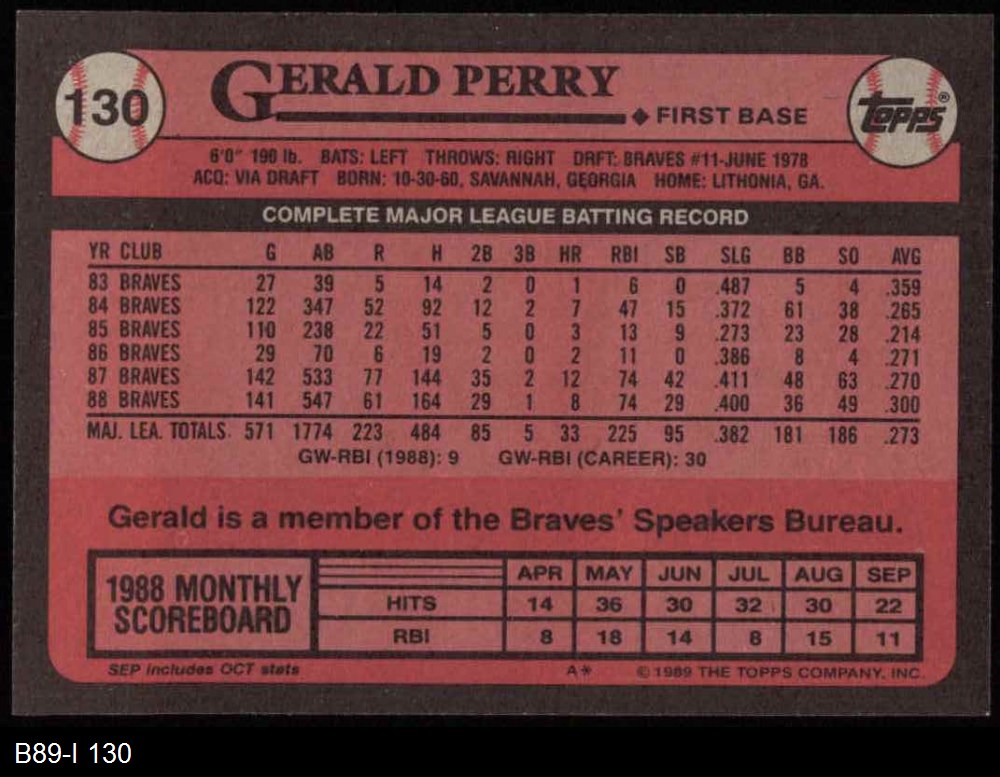 130
GERALD PERRY
◆ FIRST BASE
Topps®
6'0" 190 lb. BATS: LEFT THROWS: RIGHT DRFT: BRAVES #11-JUNE 1978
ACQ: VIA DRAFT BORN: 10-30-60, SAVANNAH, GEORGIA HOME: LITHONIA, GA.
COMPLETE MAJOR LEAGUE BATTING RECORD
YR CLUB G AB R H 2B 3B HR RBI SB SLG BB SO AVG
83 BRAVES 27 39 5 14 2 0 1 6 0 .487 5 4 .359
84 BRAVES 122 347 52 92 12 2 7 47 15 .372 61 38 .265
85 BRAVES 110 238 22 51 5 0 3 13 9 .273 23 28 .214
86 BRAVES 29 70 6 19 2 0 2 11 0 .386 8 4 .271
87 BRAVES 142 533 77 144 35 2 12 74 42 .411 48 63 .270
88 BRAVES 141 547 61 164 29 1 8 74 29 .400 36 49 .300
MAJ. LEA. TOTALS 571 1774 223 484 85 5 33 225 95 .382 181 186 .273
GW-RBI (1988): 9 GW-RBI (CAREER): 30
Gerald is a member of the Braves' Speakers Bureau.
1988 MONTHLY
SCOREBOARD
APR MAY JUN JUL AUG SEP
HITS 14 36 30 32 30 22
RBI 8 18 14 8 15 11
SEP includes OCT stats A* © 1989 THE TOPPS COMPANY, INC.
B89-I 130